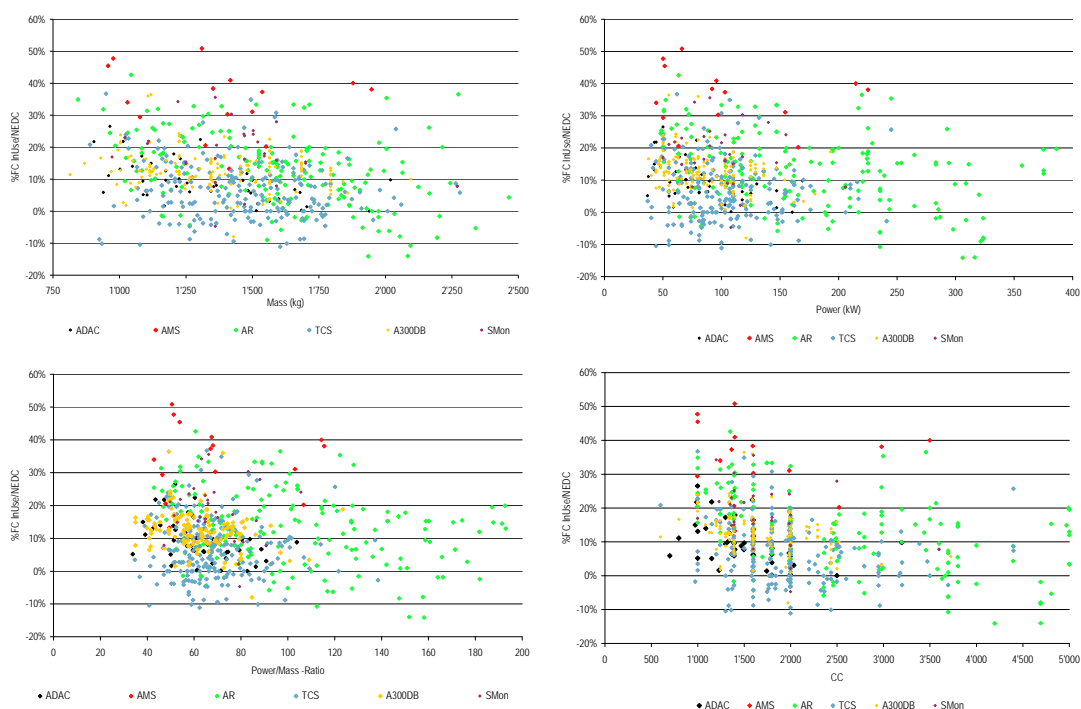 60%
50%
40%
30%
20%
10%
0%
-10%
-20%
%FC InUse/NEDC
750 1'000 1'250 1'500 1'750 2'000 2'250 2'500
Mass (kg)
ADAC AMS AR TCS A300DB SMon
60%
50%
40%
30%
20%
10%
0%
-10%
-20%
%FC InUse/NEDC
0 50 100 150 200 250 300 350 400
Power (kW)
ADAC AMS AR TCS A300DB SMon
60%
50%
40%
30%
20%
10%
0%
-10%
-20%
%FC InUse/NEDC
0 20 40 60 80 100 120 140 160 180 200
Power/Mass -Ratio
ADAC AMS AR TCS A300DB SMon
60%
50%
40%
30%
20%
10%
0%
-10%
-20%
%FC InUse/NEDC
0 500 1'000 1'500 2'000 2'500 3'000 3'500 4'000 4'500 5'000
CC
ADAC AMS AR TCS A300DB SMon